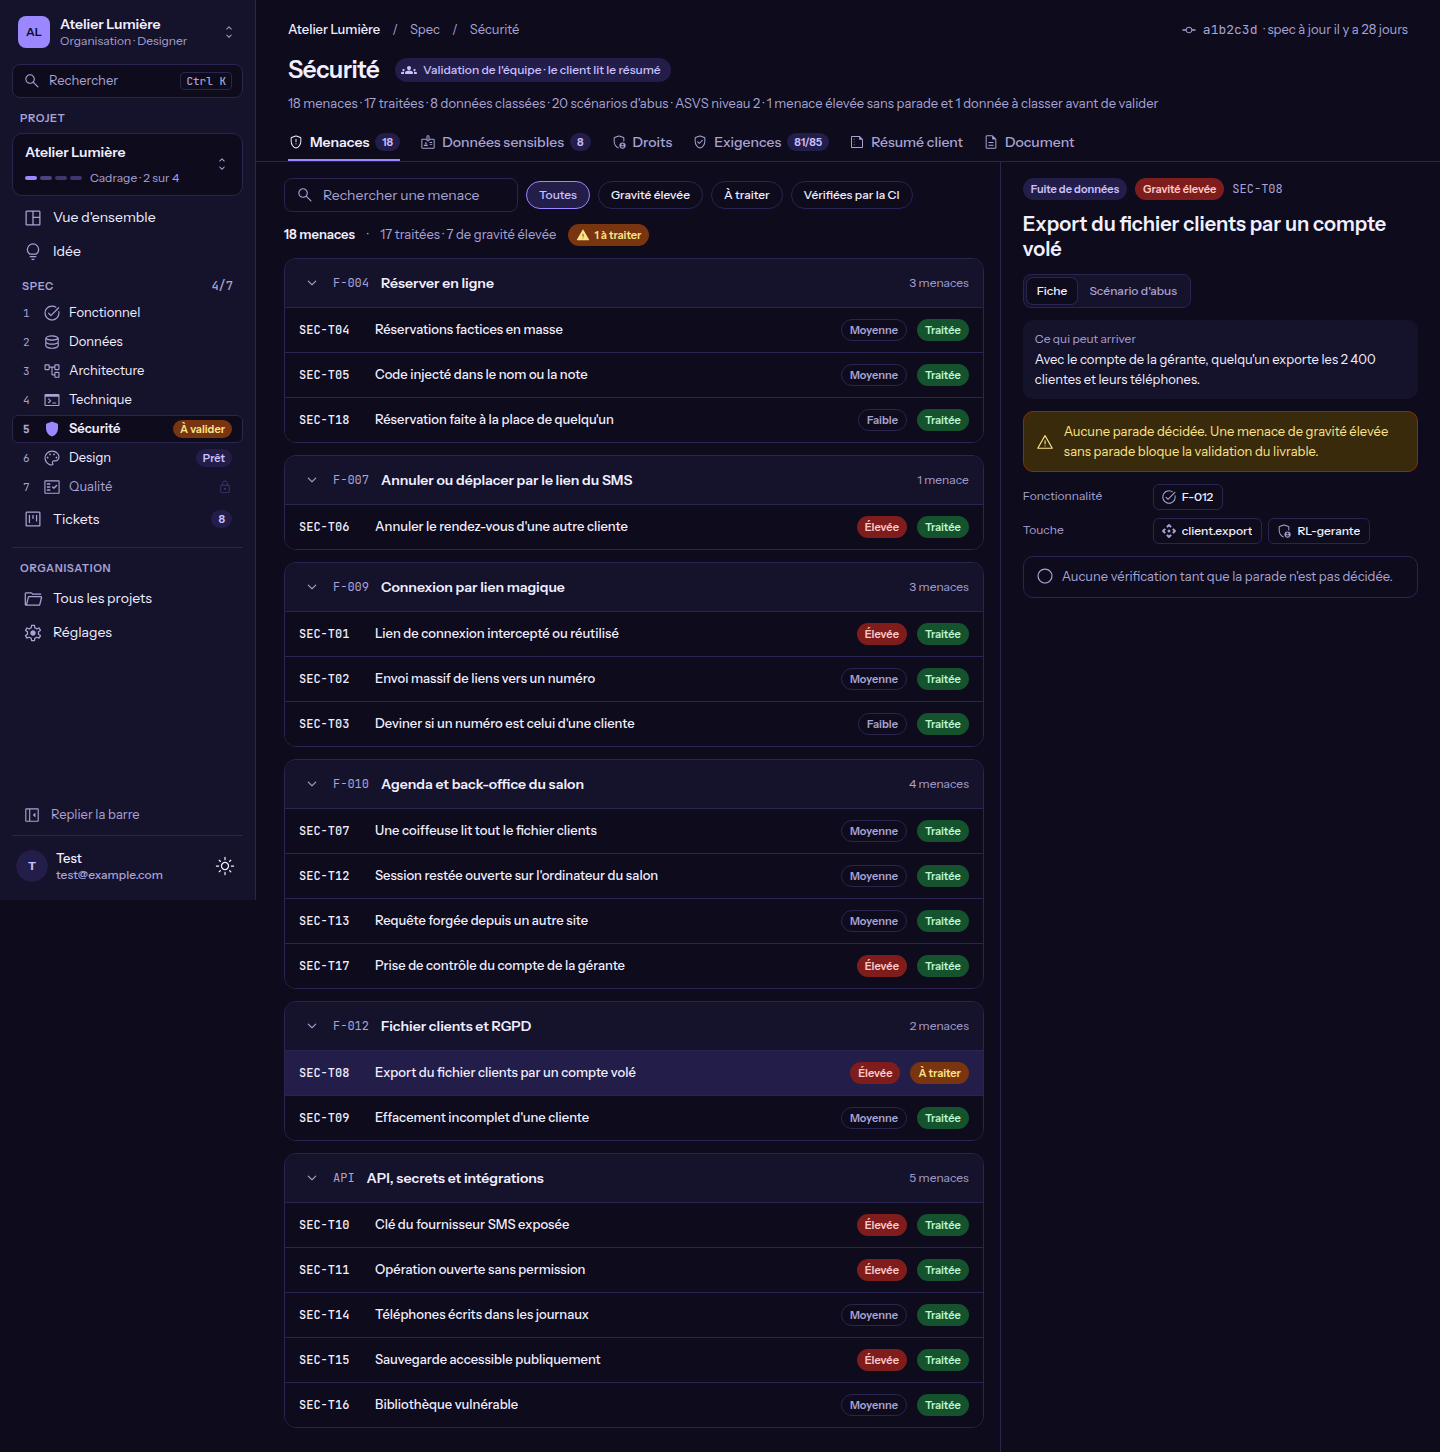 AL
Atelier Lumière
Organisation · Designer
Rechercher
Ctrl K
PROJET
Atelier Lumière
Cadrage · 2 sur 4
Vue d'ensemble
Idée
SPEC 4/7
1 Fonctionnel
2 Données
3 Architecture
4 Technique
5 Sécurité À valider
6 Design Prêt
7 Qualité
Tickets 8
ORGANISATION
Tous les projets
Réglages
Replier la barre
T
Test
test@example.com
Atelier Lumière / Spec / Sécurité
a1b2c3d · spec à jour il y a 28 jours
Sécurité
Validation de l'équipe · le client lit le résumé
18 menaces · 17 traitées · 8 données classées · 20 scénarios d'abus · ASVS niveau 2 · 1 menace élevée sans parade et 1 donnée à classer avant de valider
Menaces 18
Données sensibles 8
Droits
Exigences 81/85
Résumé client
Document
Rechercher une menace
Toutes
Gravité élevée
À traiter
Vérifiées par la CI
18 menaces · 17 traitées · 7 de gravité élevée
1 à traiter
F-004 Réserver en ligne 3 menaces
SEC-T04 Réservations factices en masse Moyenne Traitée
SEC-T05 Code injecté dans le nom ou la note Moyenne Traitée
SEC-T18 Réservation faite à la place de quelqu'un Faible Traitée
F-007 Annuler ou déplacer par le lien du SMS 1 menace
SEC-T06 Annuler le rendez-vous d'une autre cliente Élevée Traitée
F-009 Connexion par lien magique 3 menaces
SEC-T01 Lien de connexion intercepté ou réutilisé Élevée Traitée
SEC-T02 Envoi massif de liens vers un numéro Moyenne Traitée
SEC-T03 Deviner si un numéro est celui d'une cliente Faible Traitée
F-010 Agenda et back-office du salon 4 menaces
SEC-T07 Une coiffeuse lit tout le fichier clients Moyenne Traitée
SEC-T12 Session restée ouverte sur l'ordinateur du salon Moyenne Traitée
SEC-T13 Requête forgée depuis un autre site Moyenne Traitée
SEC-T17 Prise de contrôle du compte de la gérante Élevée Traitée
F-012 Fichier clients et RGPD 2 menaces
SEC-T08 Export du fichier clients par un compte volé Élevée À traiter
SEC-T09 Effacement incomplet d'une cliente Moyenne Traitée
API API, secrets et intégrations 5 menaces
SEC-T10 Clé du fournisseur SMS exposée Élevée Traitée
SEC-T11 Opération ouverte sans permission Élevée Traitée
SEC-T14 Téléphones écrits dans les journaux Moyenne Traitée
SEC-T15 Sauvegarde accessible publiquement Élevée Traitée
SEC-T16 Bibliothèque vulnérable Moyenne Traitée
Fuite de données
Gravité élevée
SEC-T08
Export du fichier clients par un compte
volé
Fiche
Scénario d'abus
Ce qui peut arriver
Avec le compte de la gérante, quelqu'un exporte les 2 400
clientes et leurs téléphones.
Aucune parade décidée. Une menace de gravité élevée
sans parade bloque la validation du livrable.
Fonctionnalité F-012
Touche client.export RL-gerante
Aucune vérification tant que la parade n'est pas décidée.